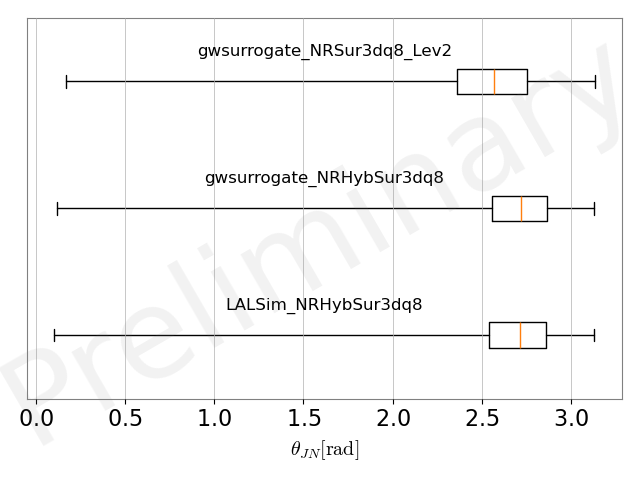 gwsurrogate_NRSur3dq8_Lev2
gwsurrogate_NRHybSur3dq8
LALSim_NRHybSur3dq8
Preliminary
0.0 0.5 1.0 1.5 2.0 2.5 3.0
θ_JN[rad]